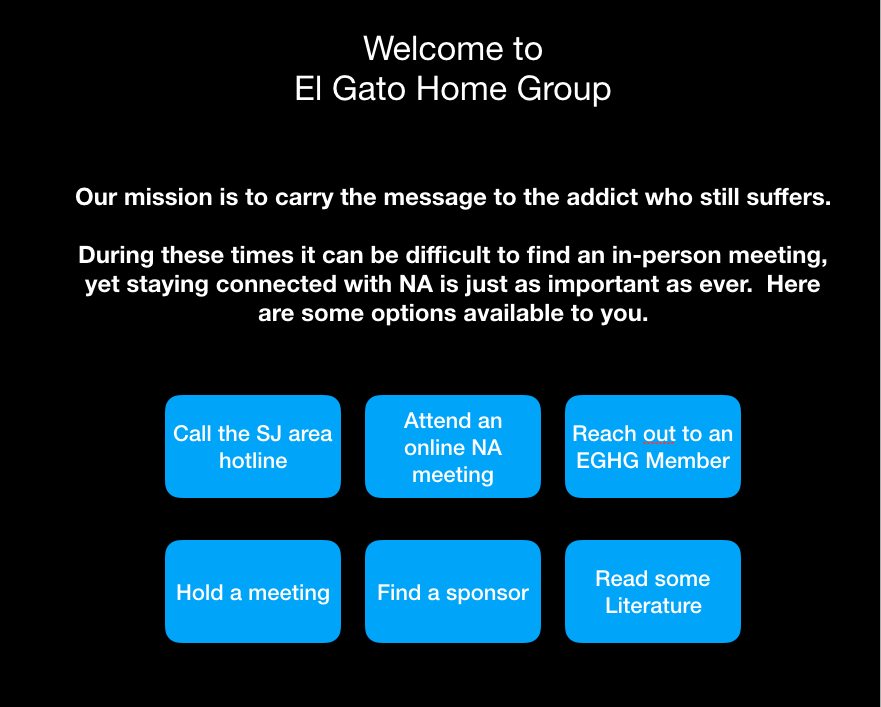 Welcome to
El Gato Home Group
Our mission is to carry the message to the addict who still suffers.
During these times it can be difficult to find an in-person meeting,
yet staying connected with NA is just as important as ever.  Here
are some options available to you.
Call the SJ area
hotline
Attend an
online NA
meeting
Reach out to an
EGHG Member
Hold a meeting
Find a sponsor
Read some
Literature